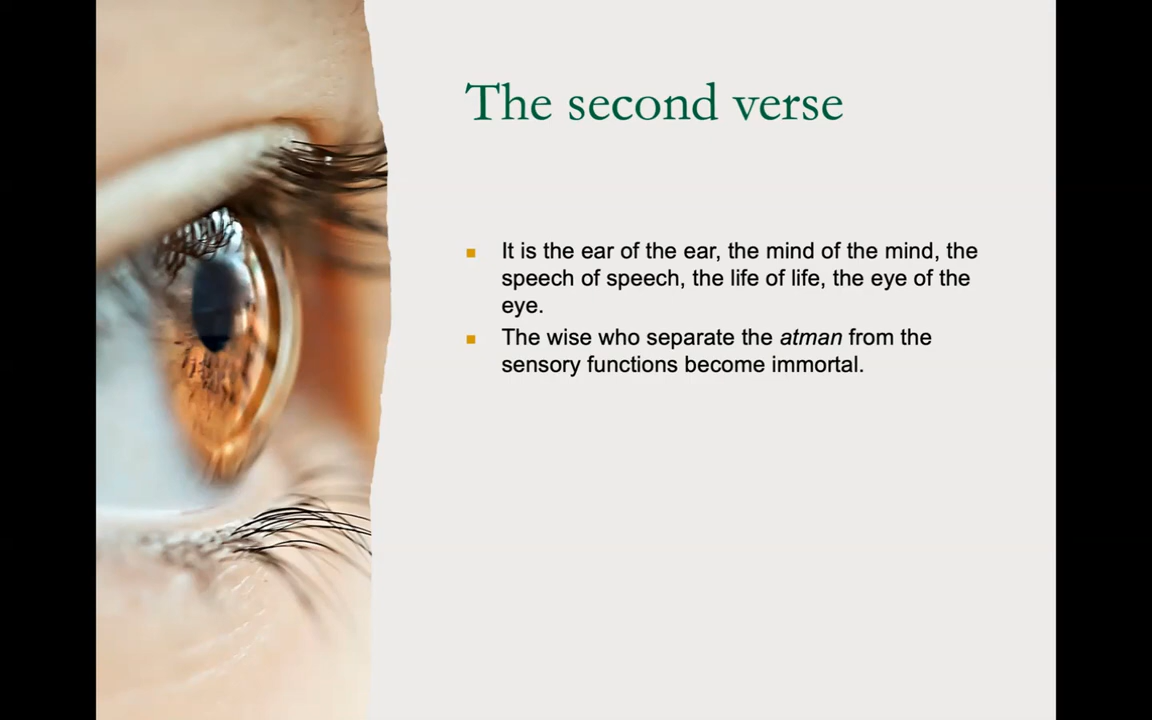 The second verse
It is the ear of the ear, the mind of the mind, the
speech of speech, the life of life, the eye of the
eye.
The wise who separate the atman from the
sensory functions become immortal.